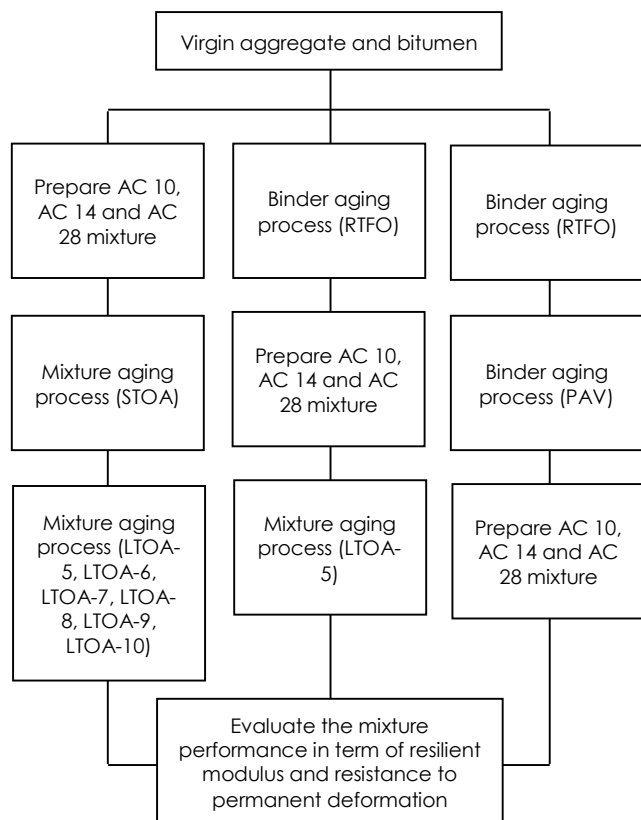 Virgin aggregate and bitumen
Prepare AC 10,
AC 14 and AC
28 mixture
Mixture aging
process (STOA)
Mixture aging
process (LTOA-
5, LTOA-6,
LTOA-7, LTOA-
8, LTOA-9,
LTOA-10)
Binder aging
process (RTFO)
Prepare AC 10,
AC 14 and AC
28 mixture
Mixture aging
process (LTOA-
5)
Binder aging
process (RTFO)
Binder aging
process (PAV)
Prepare AC 10,
AC 14 and AC
28 mixture
Evaluate the mixture
performance in term of resilient
modulus and resistance to
permanent deformation